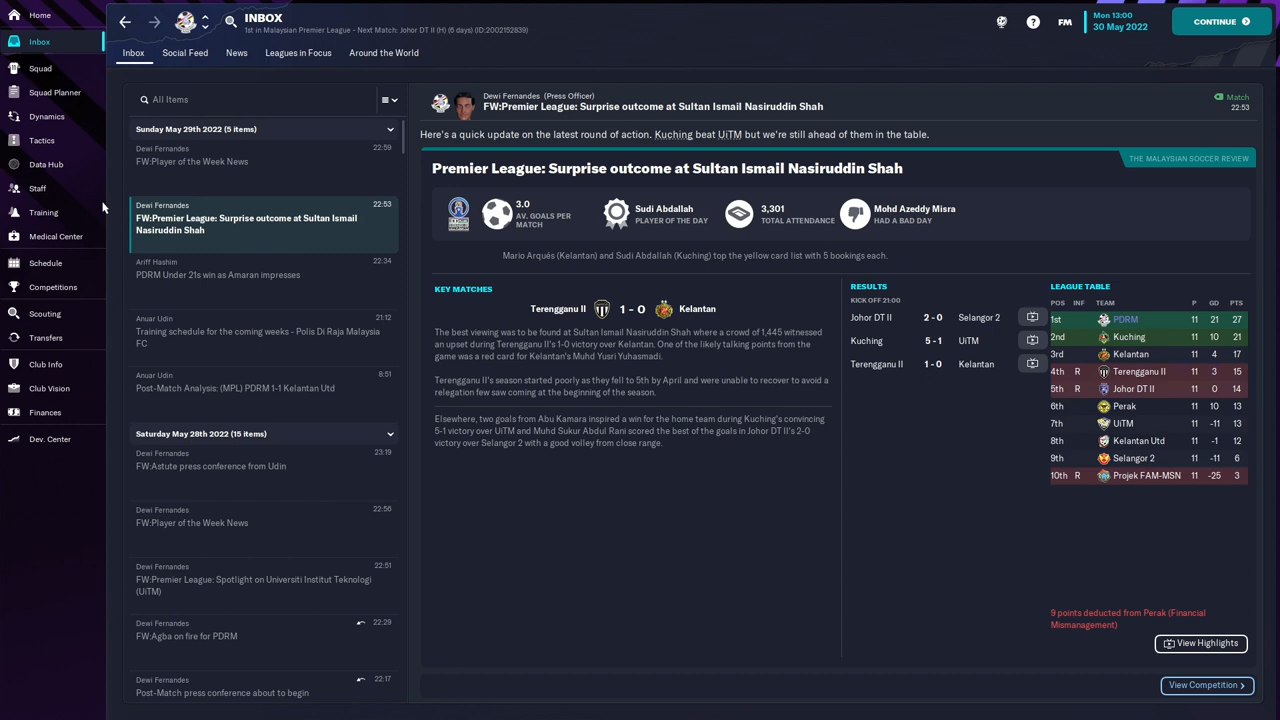 Home
Inbox
Squad
Squad Planner
Dynamics
Tactics
Data Hub
Staff
Training
Medical Center
Schedule
Competitions
Scouting
Transfers
Club Info
Club Vision
Finances
Dev. Center
INBOX
1st in Malaysian Premier League - Next Match: Johor DT II (H) (6 days) (ID:2002152839)
FM
Mon 13:00
30 May 2022
CONTINUE
Inbox
Social Feed
News
Leagues in Focus
Around the World
All Items
Sunday May 29th 2022 (5 items)
Dewi Fernandes 22:59
FW:Player of the Week News
Dewi Fernandes 22:53
FW:Premier League: Surprise outcome at Sultan Ismail
Nasiruddin Shah
Ariff Hashim 22:34
PDRM Under 21s win as Amaran impresses
Anuar Udin 21:12
Training schedule for the coming weeks - Polis Di Raja Malaysia
FC
Anuar Udin 8:51
Post-Match Analysis: (MPL) PDRM 1-1 Kelantan Utd
Saturday May 28th 2022 (15 items)
Dewi Fernandes 23:19
FW:Astute press conference from Udin
Dewi Fernandes 22:56
FW:Player of the Week News
Dewi Fernandes 22:51
FW:Premier League: Spotlight on Universiti Institut Teknologi
(UiTM)
Dewi Fernandes 22:29
FW:Agba on fire for PDRM
Dewi Fernandes 22:17
Post-Match press conference about to begin
Dewi Fernandes (Press Officer)
FW:Premier League: Surprise outcome at Sultan Ismail Nasiruddin Shah
Match
22:53
Here's a quick update on the latest round of action. Kuching beat UiTM but we're still ahead of them in the table.
THE MALAYSIAN SOCCER REVIEW
Premier League: Surprise outcome at Sultan Ismail Nasiruddin Shah
3.0
AV. GOALS PER
MATCH
Sudi Abdallah
PLAYER OF THE DAY
3,301
TOTAL ATTENDANCE
Mohd Azeddy Misra
HAD A BAD DAY
Mario Arqués (Kelantan) and Sudi Abdallah (Kuching) top the yellow card list with 5 bookings each.
KEY MATCHES
Terengganu II 1 - 0 Kelantan
The best viewing was to be found at Sultan Ismail Nasiruddin Shah where a crowd of 1,445 witnessed
an upset during Terengganu II's 1-0 victory over Kelantan. One of the likely talking points from the
game was a red card for Kelantan's Muhd Yusri Yuhasmadi.
Terengganu II's season started poorly as they fell to 5th by April and were unable to recover to avoid a
relegation few saw coming at the beginning of the season.
Elsewhere, two goals from Abu Kamara inspired a win for the home team during Kuching's convincing
5-1 victory over UiTM and Muhd Sukur Abdul Rani scored the best of the goals in Johor DT II's 2-0
victory over Selangor 2 with a good volley from close range.
RESULTS
KICK OFF 21:00
Johor DT II 2 - 0 Selangor 2
Kuching 5 - 1 UiTM
Terengganu II 1 - 0 Kelantan
LEAGUE TABLE
POS INF TEAM P GD PTS
1st PDRM 11 21 27
2nd Kuching 11 10 21
3rd Kelantan 11 4 17
4th R Terengganu II 11 3 15
5th R Johor DT II 11 0 14
6th Perak 11 10 13
7th UiTM 11 -11 13
8th Kelantan Utd 11 -1 12
9th Selangor 2 11 -11 6
10th R Projek FAM-MSN 11 -25 3
9 points deducted from Perak (Financial
Mismanagement)
View Highlights
View Competition